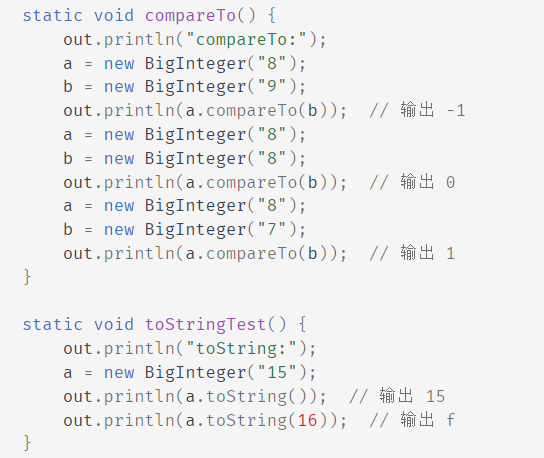 static void compareTo() {
    out.println("compareTo:");
    a = new BigInteger("8");
    b = new BigInteger("9");
    out.println(a.compareTo(b));  // 输出 -1
    a = new BigInteger("8");
    b = new BigInteger("8");
    out.println(a.compareTo(b));  // 输出 0
    a = new BigInteger("8");
    b = new BigInteger("7");
    out.println(a.compareTo(b));  // 输出 1
}
static void toStringTest() {
    out.println("toString:");
    a = new BigInteger("15");
    out.println(a.toString());  // 输出 15
    out.println(a.toString(16));  // 输出 f
}